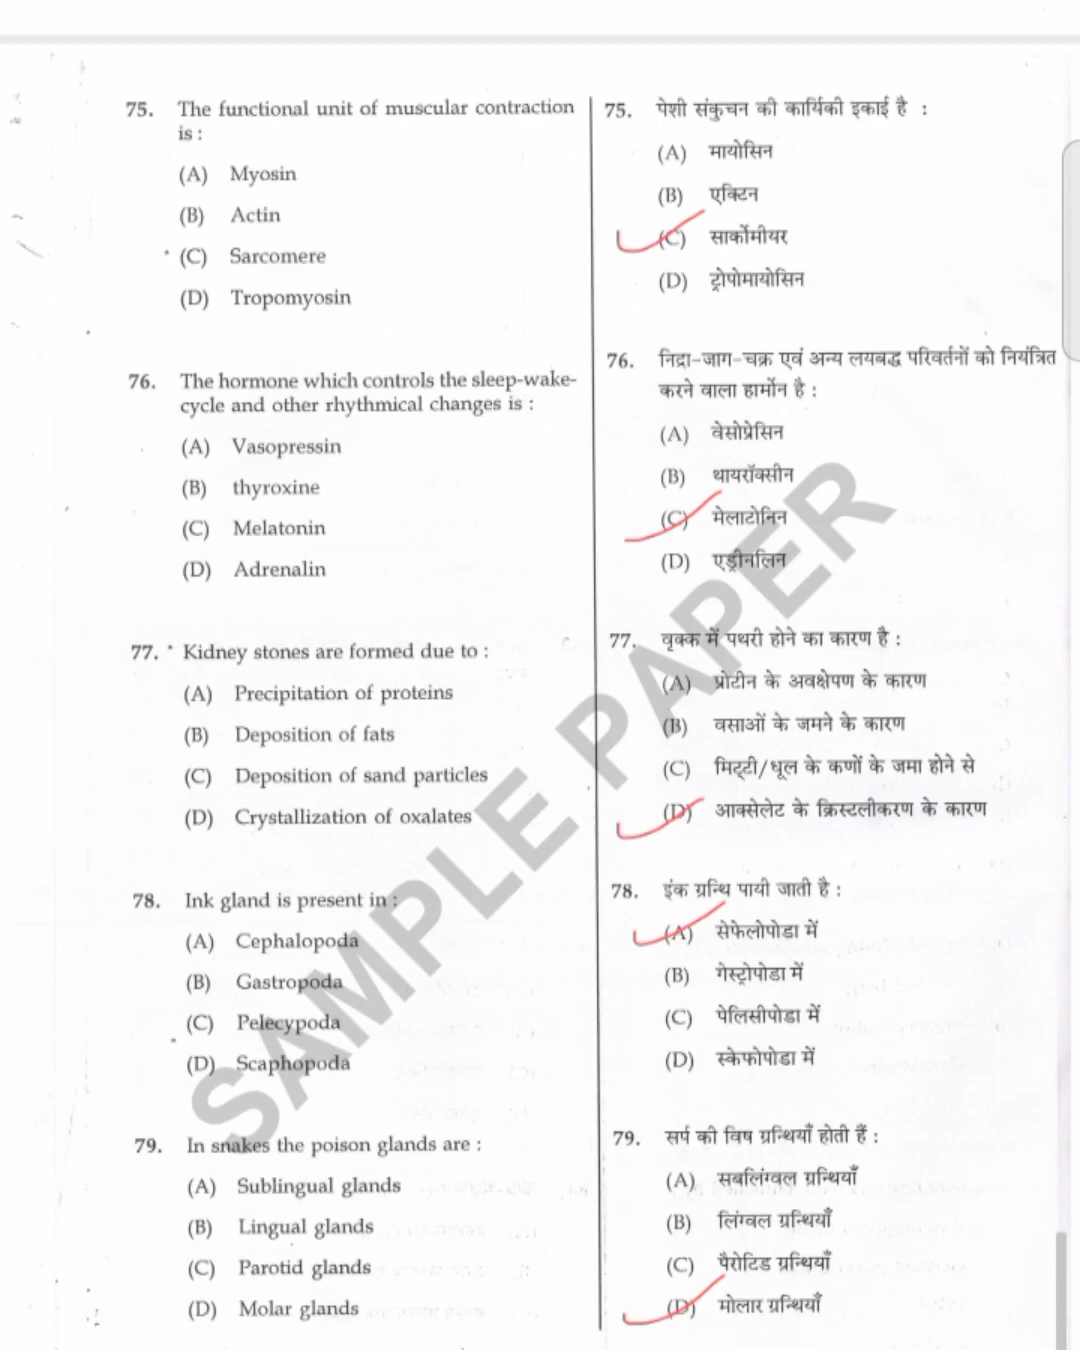 75. The functional unit of muscular contraction
is :
(A) Myosin
(B) Actin
(C) Sarcomere
(D) Tropomyosin
76. The hormone which controls the sleep-wake-
cycle and other rhythmical changes is :
(A) Vasopressin
(B) thyroxine
(C) Melatonin
(D) Adrenalin
77. Kidney stones are formed due to :
(A) Precipitation of proteins
(B) Deposition of fats
(C) Deposition of sand particles
(D) Crystallization of oxalates
78. Ink gland is present in :
(A) Cephalopoda
(B) Gastropoda
(C) Pelecypoda
(D) Scaphopoda
79. In snakes the poison glands are :
(A) Sublingual glands
(B) Lingual glands
(C) Parotid glands
(D) Molar glands
75. पेशी संकुचन की कार्यिकी इकाई है :
(A) मायोसिन
(B) एक्टिन
(C) सार्कोमीयर
(D) ट्रोपोमायोसिन
76. निद्रा-जाग-चक्र एवं अन्य लयबद्ध परिवर्तनों को नियंत्रित
करने वाला हार्मोन है :
(A) वेसोप्रेसिन
(B) थायरॉक्सीन
(C) मेलाटोनिन
(D) एड्रीनलिन
77. वृक्क में पथरी होने का कारण है :
(A) प्रोटीन के अवक्षेपण के कारण
(B) वसाओं के जमने के कारण
(C) मिट्टी/धूल के कणों के जमा होने से
(D) आक्सेलेट के क्रिस्टलीकरण के कारण
78. इंक ग्रन्थि पायी जाती है :
(A) सेफेलोपोडा में
(B) गेस्ट्रोपोडा में
(C) पेलिसीपोडा में
(D) स्केफोपोडा में
79. सर्प की विष ग्रन्थियाँ होती हैं :
(A) सबलिंग्वल ग्रन्थियाँ
(B) लिंग्वल ग्रन्थियाँ
(C) पैरोटिड ग्रन्थियाँ
(D) मोलार ग्रन्थियाँ
SAMPLE PAPER